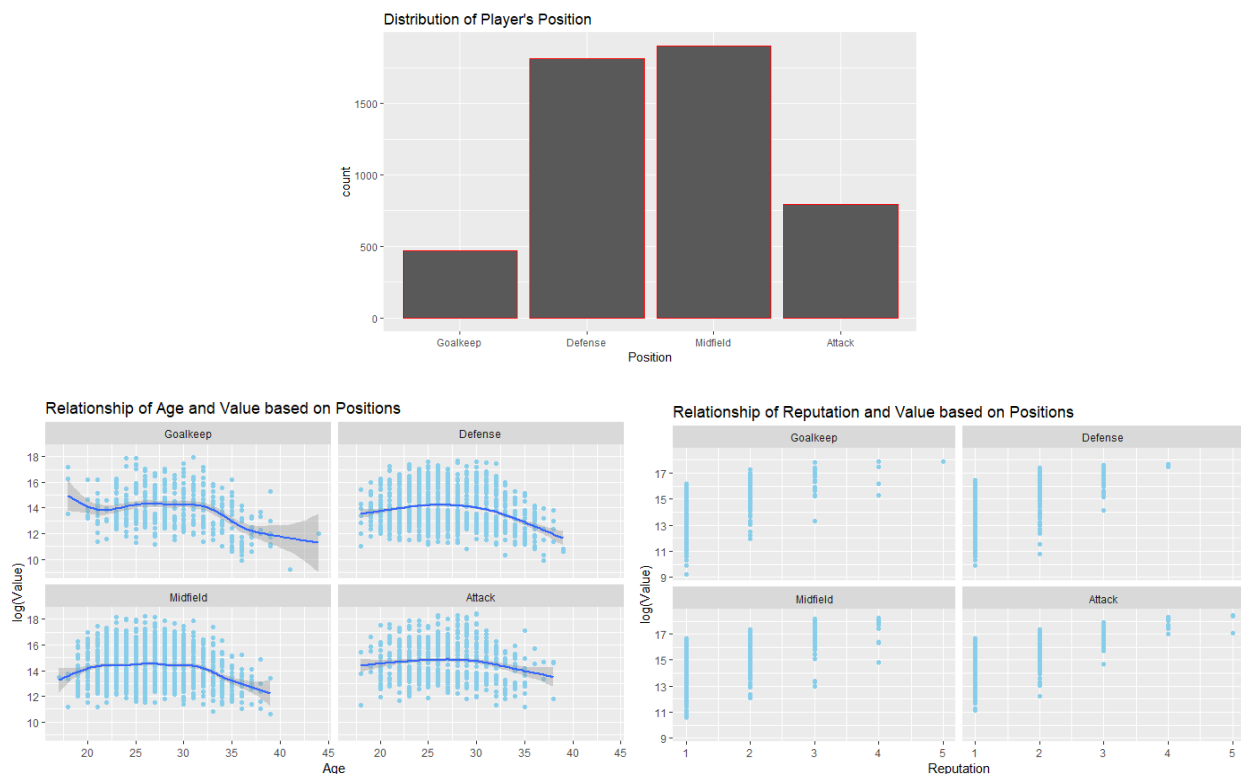 Distribution of Player's Position
count
1500
1000
500
0
Goalkeep Defense Midfield Attack
Position
Relationship of Age and Value based on Positions
log(Value)
Goalkeep Defense
18
16
14
12
10
Midfield Attack
18
16
14
12
10
20 25 30 35 40 45 20 25 30 35 40 45
Age
Relationship of Reputation and Value based on Positions
log(Value)
Goalkeep Defense
17
15
13
11
9
Midfield Attack
17
15
13
11
9
1 2 3 4 5 1 2 3 4 5
Reputation